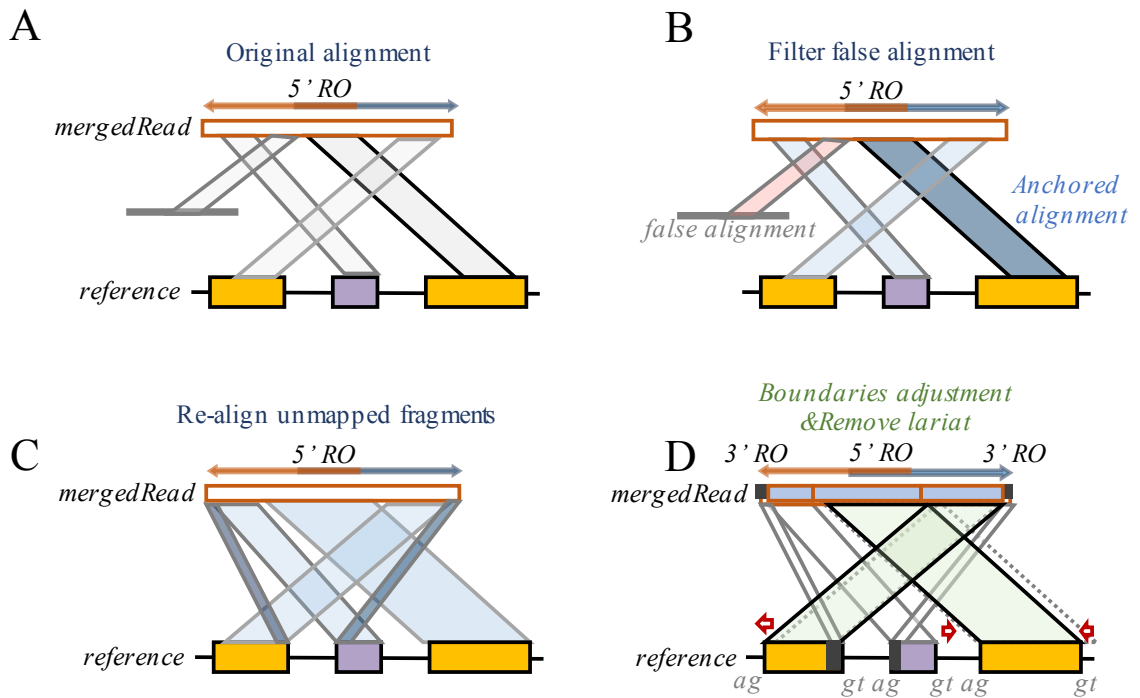 A
Original alignment
5' RO
mergedRead
reference
B
Filter false alignment
5' RO
Anchored
alignment
false alignment
C
Re-align unmapped fragments
5' RO
mergedRead
reference
D
Boundaries adjustment
&Remove lariat
3' RO 5' RO 3' RO
mergedRead
reference
ag gt ag gt ag gt